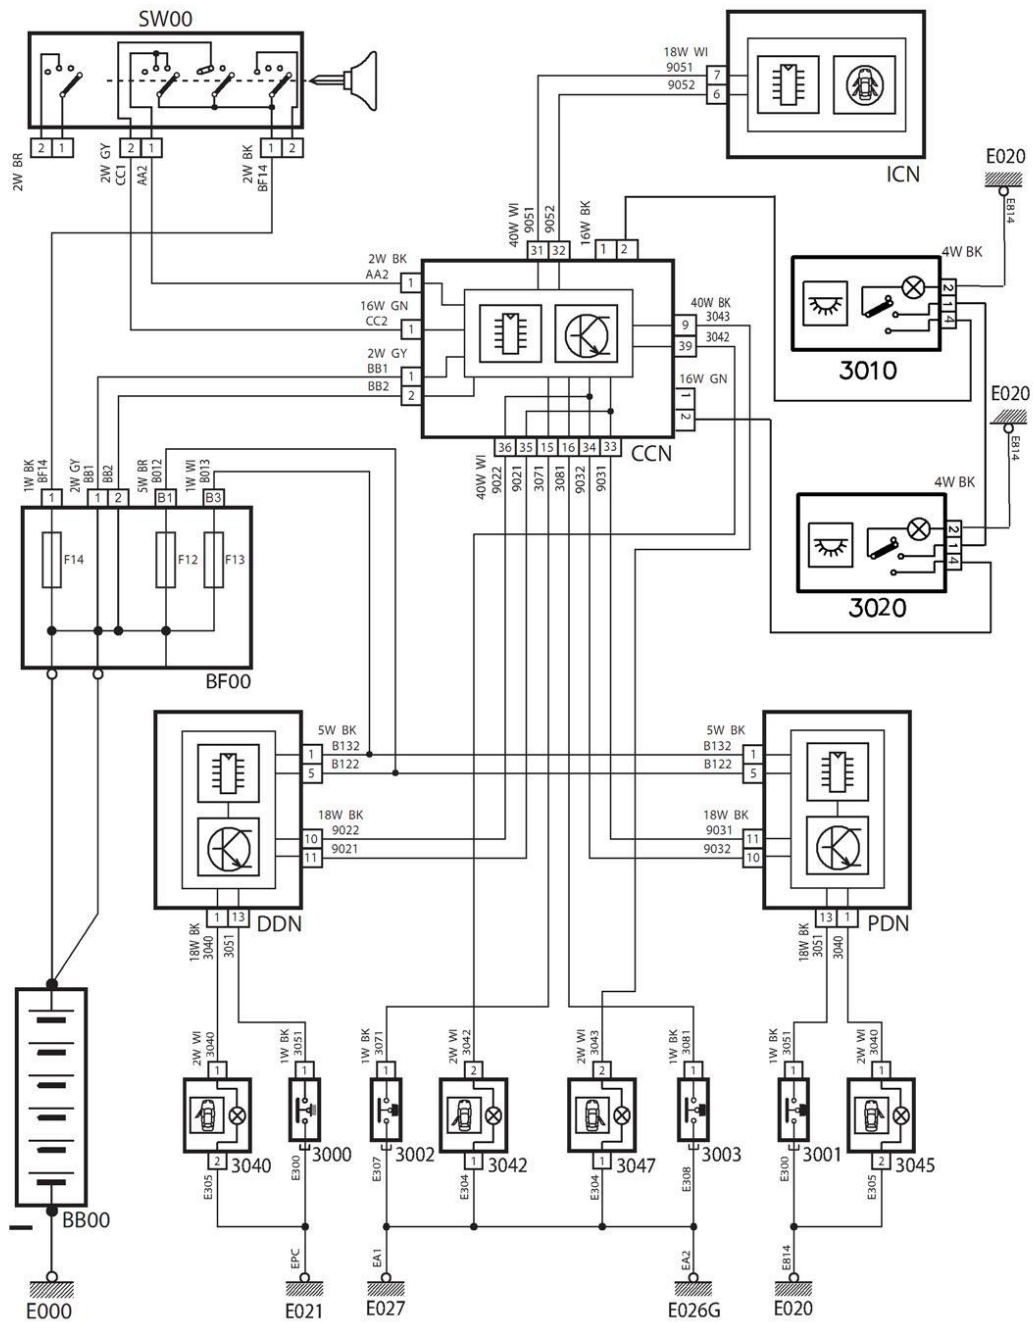 SW00
2 1
2 1
1 2
2W BR
2W GY
CC1
AA2
2W BK
BF14
18W WI
9051
9052
7
6
ICN
E020
E814
40W WI
9051
9052
16W BK
31 32
1 2
4W BK
2
1
4
3010
2W BK
AA2
1
16W GN
CC2
1
2W GY
BB1
1
BB2
2
40W BK
3043
9
3042
39
16W GN
1
2
36 35 15 16 34 33
CCN
40W WI
9022
9021
3071
3081
9032
9031
E020
E814
4W BK
2
1
4
3020
1W BK
BF14
2W GY
BB1
BB2
5W BR
B012
1W WI
B013
1
1 2
B1
B3
F14
F12
F13
BF00
5W BK
B132
1
B122
5
18W BK
9022
10
9021
11
1 13
DDN
18W BK
3040
3051
5W BK
B132
1
B122
5
18W BK
9031
11
9032
10
13 1
PDN
18W BK
3051
3040
2W WI
3040
1W BK
3051
1W BK
3071
2W WI
3042
2W WI
3043
1W BK
3081
1W BK
3051
2W WI
3040
1
1
1
2
2
1
1
1
2
3040
3000
3002
1
3042
1
3047
3003
3001
2
3045
E305
E300
E307
E304
E304
E308
E300
E305
BB00
EPC
EA1
EA2
E814
E000
E021
E027
E026G
E020